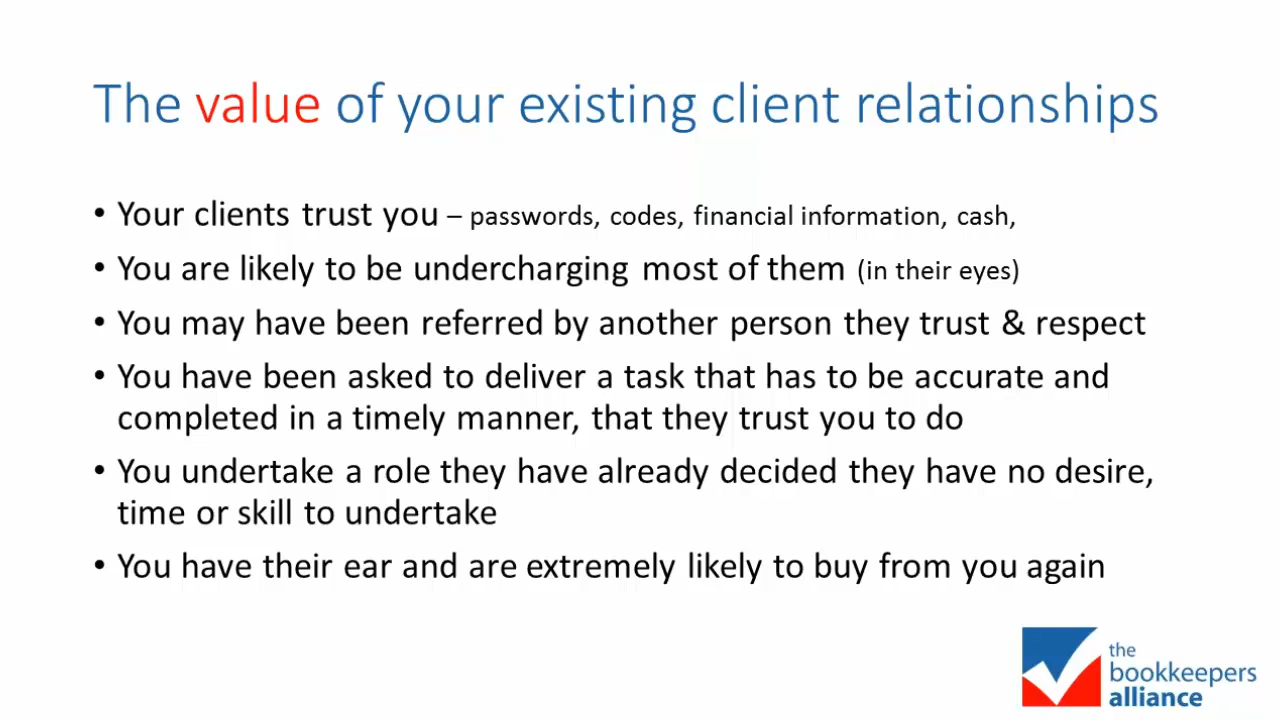 The value of your existing client relationships
• Your clients trust you – passwords, codes, financial information, cash,
• You are likely to be undercharging most of them (in their eyes)
• You may have been referred by another person they trust & respect
• You have been asked to deliver a task that has to be accurate and
completed in a timely manner, that they trust you to do
• You undertake a role they have already decided they have no desire,
time or skill to undertake
• You have their ear and are extremely likely to buy from you again
the
bookkeepers
alliance